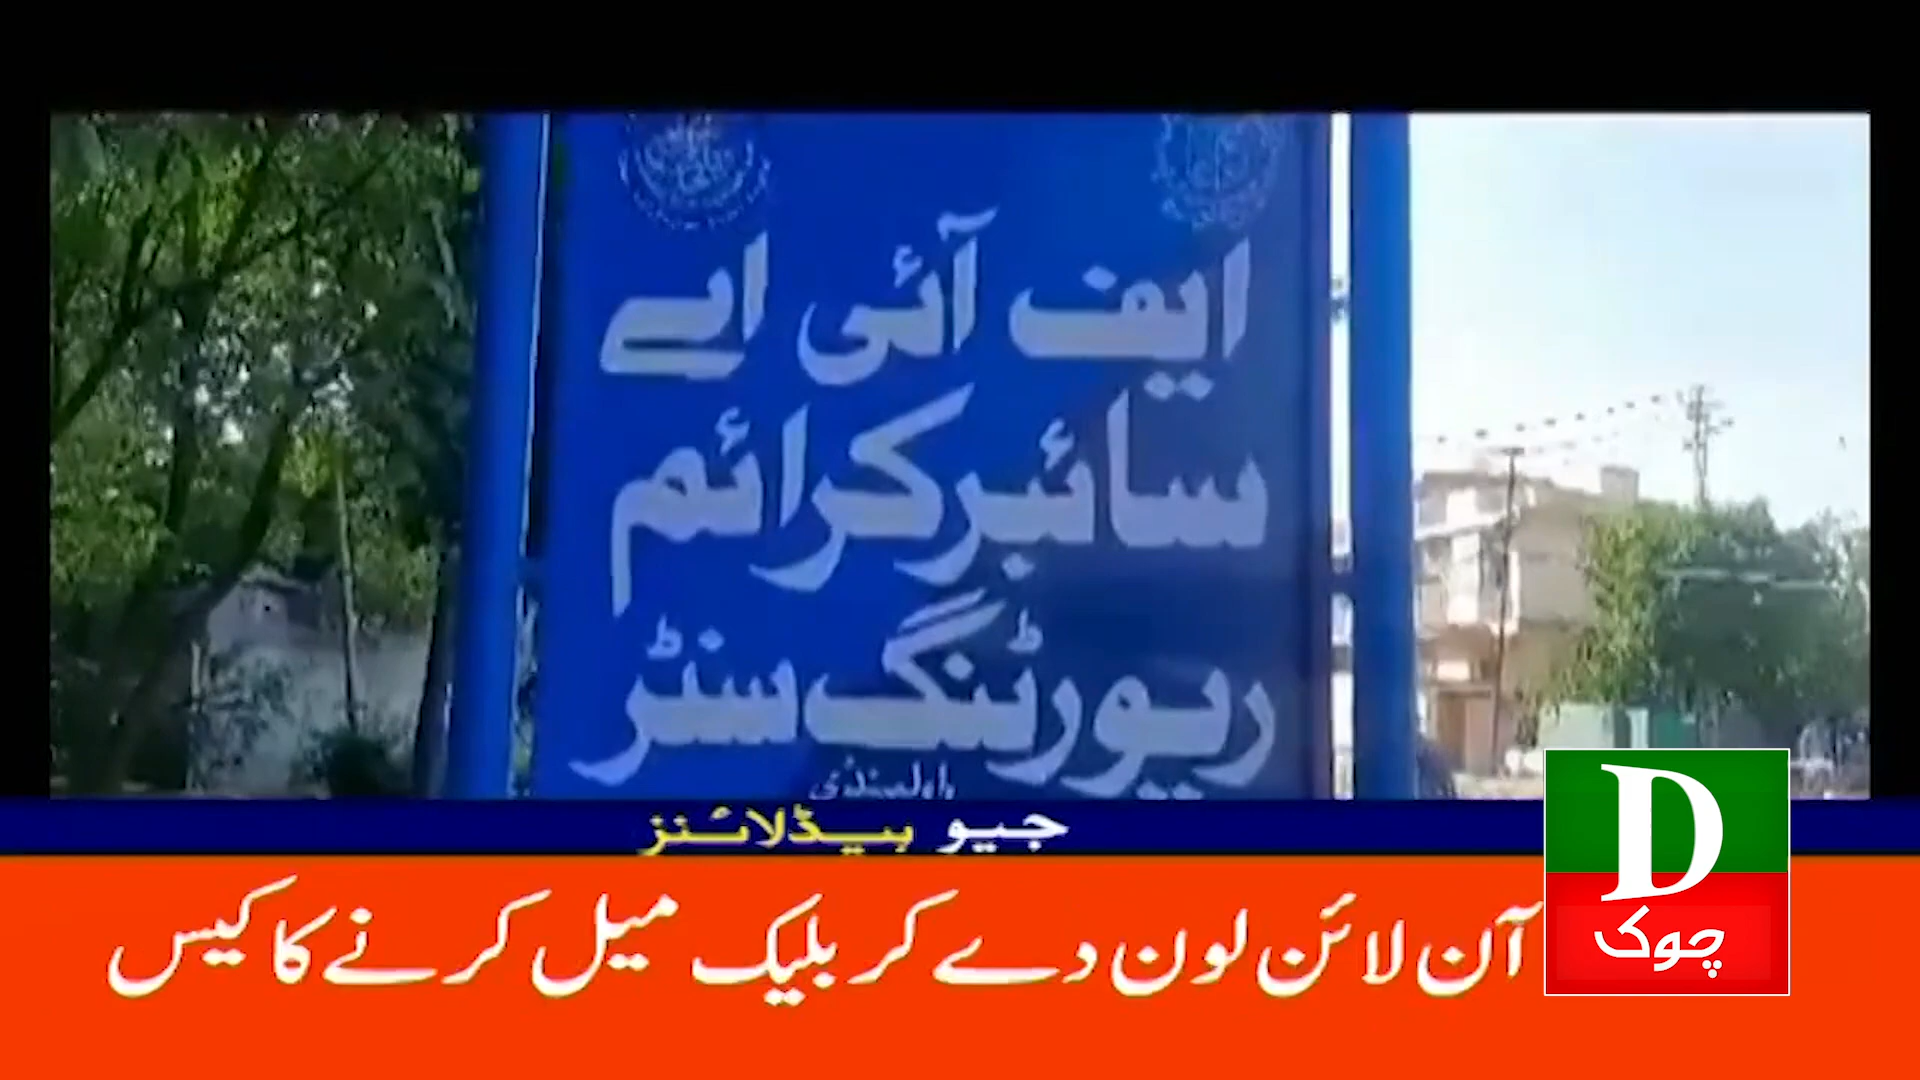 ایف آئی اے
سائبر کرائم
رپورٹنگ سنٹر
راولپنڈی
جیو ہیڈلائنز
آن لائن لون دے کر بلیک میل کرنے کا کیس
D
چوک